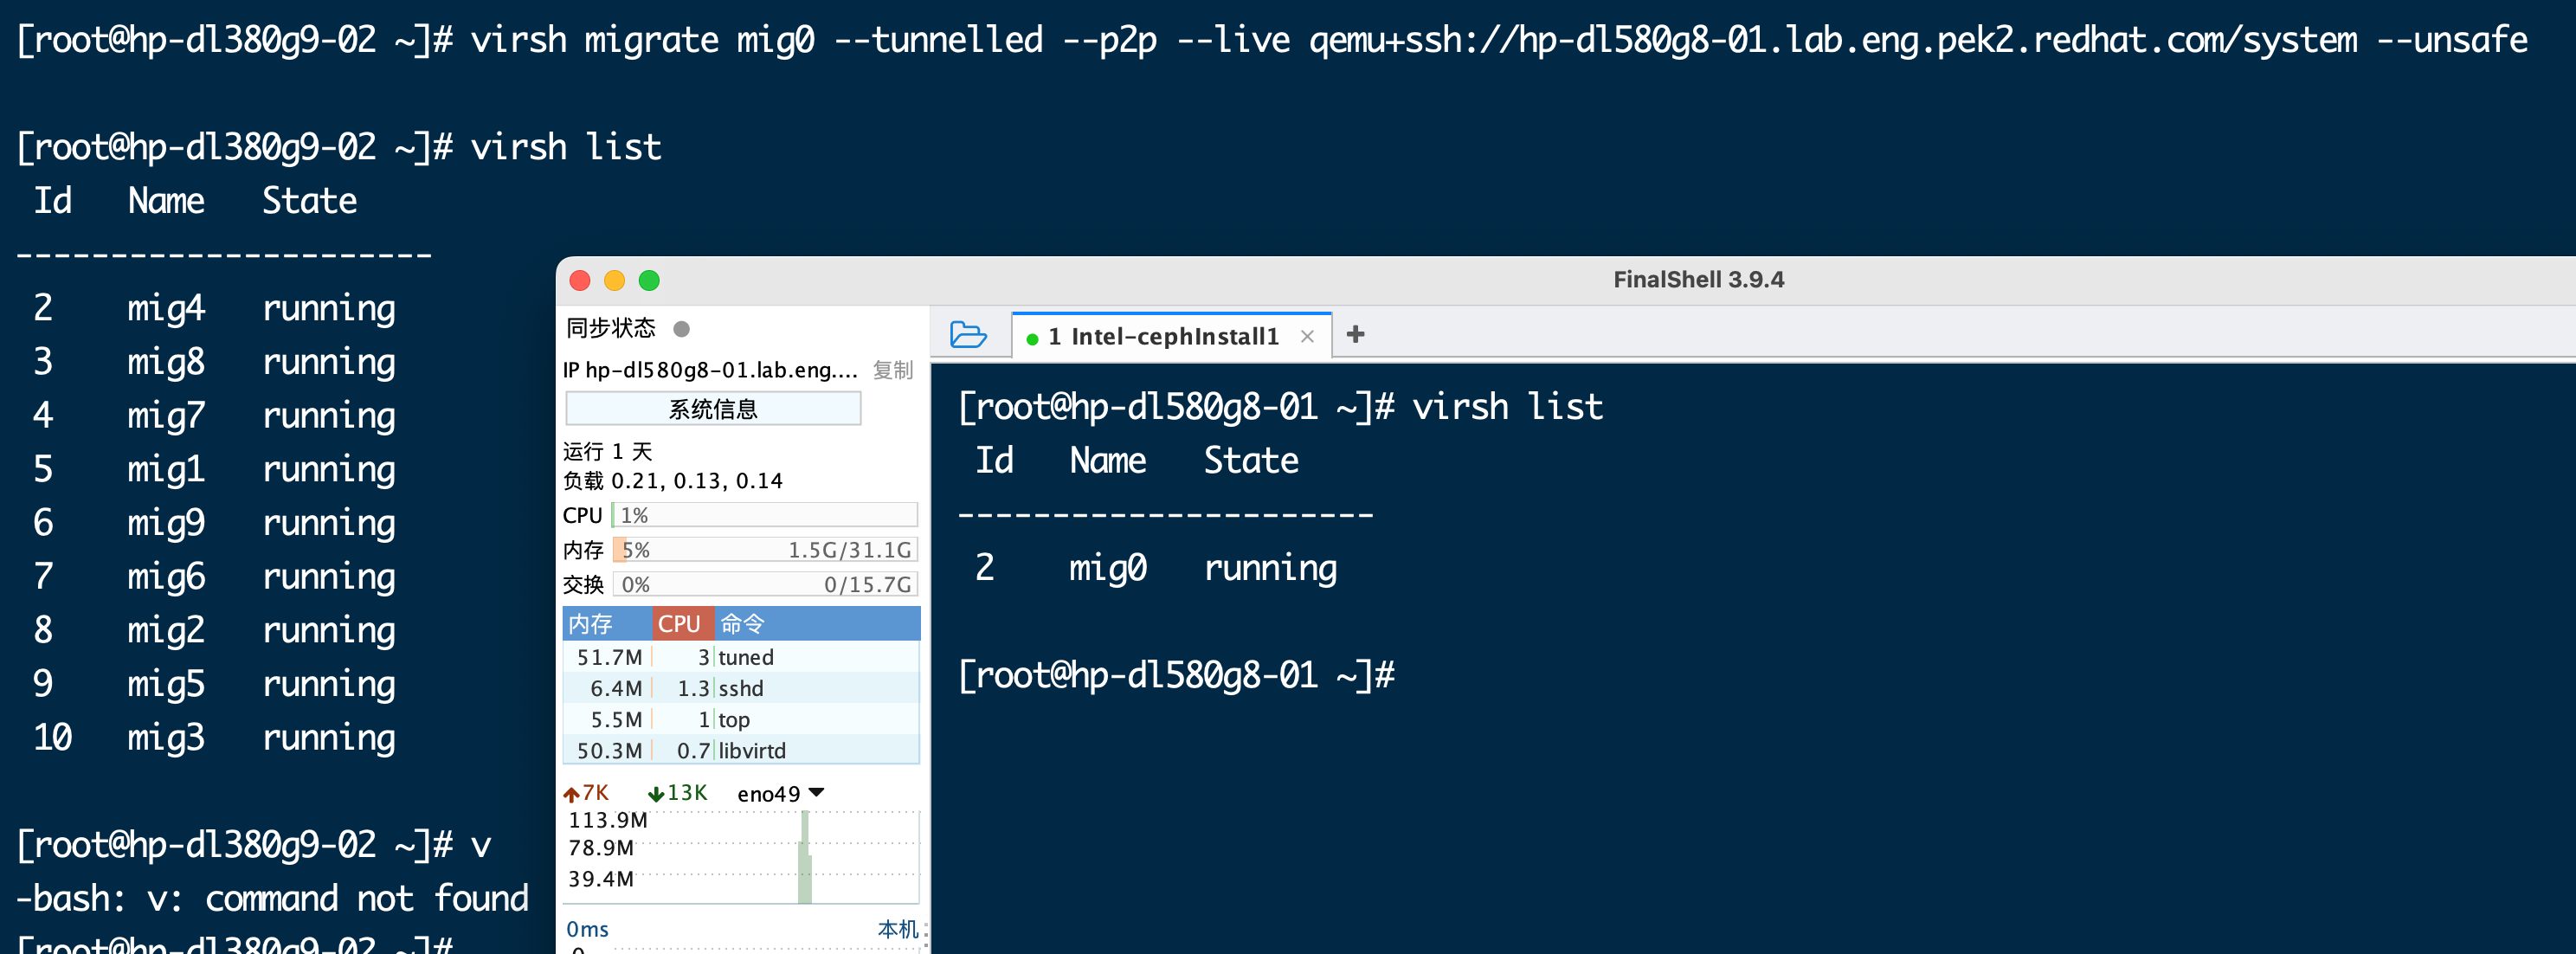 [root@hp-dl380g9-02 ~]# virsh migrate mig0 --tunnelled --p2p --live qemu+ssh://hp-dl580g8-01.lab.eng.pek2.redhat.com/system --unsafe
[root@hp-dl380g9-02 ~]# virsh list
Id Name State
----------------------
2 mig4 running
3 mig8 running
4 mig7 running
5 mig1 running
6 mig9 running
7 mig6 running
8 mig2 running
9 mig5 running
10 mig3 running
[root@hp-dl380g9-02 ~]# v
-bash: v: command not found
[root@hp-dl380g9-02 ~]#
FinalShell 3.9.4
同步状态
IP hp-dl580g8-01.lab.eng.... 复制
系统信息
运行 1 天
负载 0.21, 0.13, 0.14
CPU 1%
内存 5% 1.5G/31.1G
交换 0% 0/15.7G
内存 CPU 命令
51.7M 3 tuned
6.4M 1.3 sshd
5.5M 1 top
50.3M 0.7 libvirtd
7K 13K eno49
113.9M
78.9M
39.4M
0ms 本机
0
1 Intel-cephInstall1 × +
[root@hp-dl580g8-01 ~]# virsh list
Id Name State
----------------------
2 mig0 running
[root@hp-dl580g8-01 ~]#